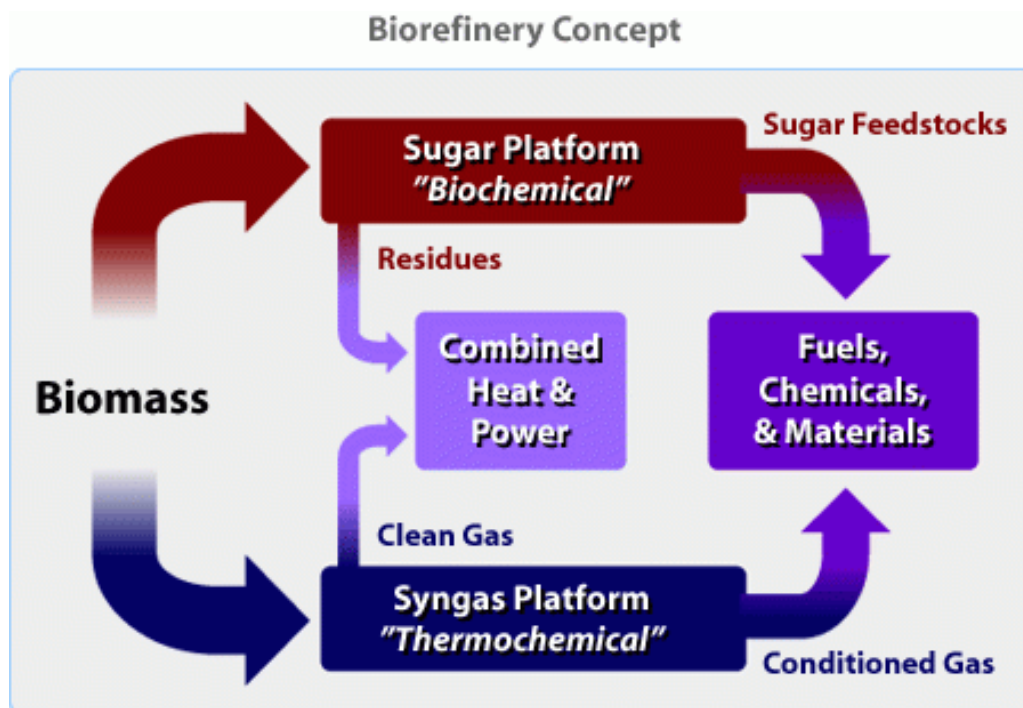 Biorefinery Concept
Sugar Platform
"Biochemical"
Sugar Feedstocks
Residues
Combined
Heat &
Power
Fuels,
Chemicals,
& Materials
Biomass
Clean Gas
Syngas Platform
"Thermochemical"
Conditioned Gas